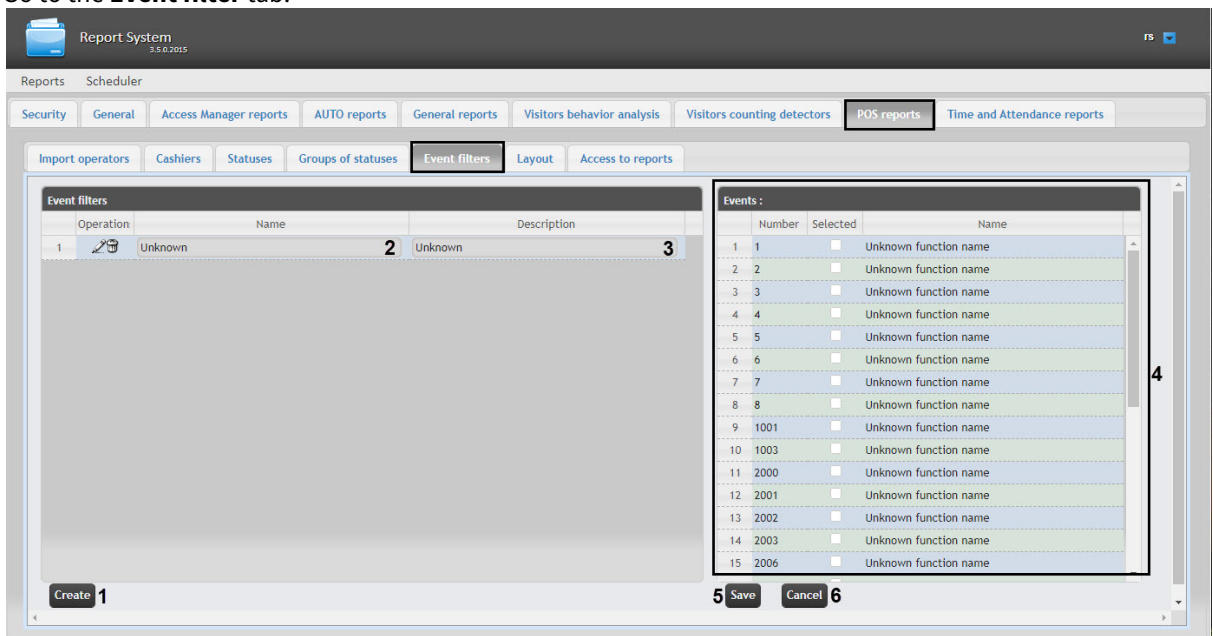 Go to the Event filter tab.
Report System
3.5.0.2015
rs
Reports Scheduler
Security General Access Manager reports AUTO reports General reports Visitors behavior analysis Visitors counting detectors POS reports Time and Attendance reports
Import operators Cashiers Statuses Groups of statuses Event filters Layout Access to reports
Event filters
Operation Name Description
1 Unknown 2 Unknown 3
Events :
Number Selected Name
1 1 Unknown function name
2 2 Unknown function name
3 3 Unknown function name
4 4 Unknown function name
5 5 Unknown function name
6 6 Unknown function name
7 7 Unknown function name
8 8 Unknown function name
9 1001 Unknown function name
10 1003 Unknown function name
11 2000 Unknown function name
12 2001 Unknown function name
13 2002 Unknown function name
14 2003 Unknown function name
15 2006 Unknown function name
4
Create 1
5 Save Cancel 6